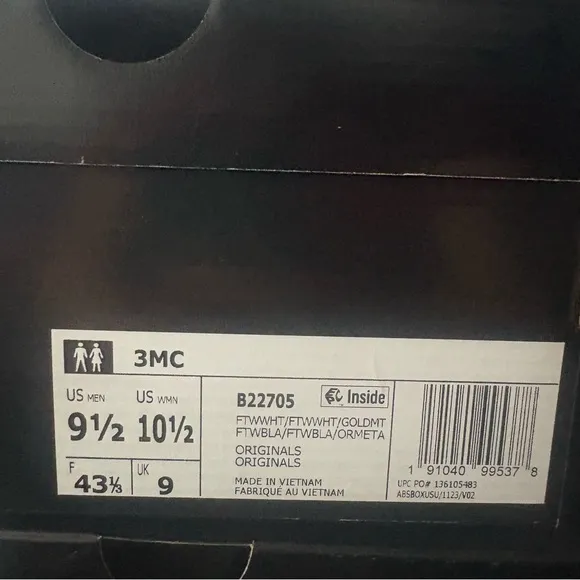 3MC
US MEN US WMN
9½ 10½
F 43⅓ UK 9
B22705 Inside
FTWWHT/FTWWHT/GOLDMT
FTWBLA/FTWBLA/ORMETA
ORIGINALS
ORIGINALS
MADE IN VIETNAM
FABRIQUÉ AU VIETNAM
1 91040 99537 8
UPC PO# 136105483
ABSBOXUSU/1123/V02